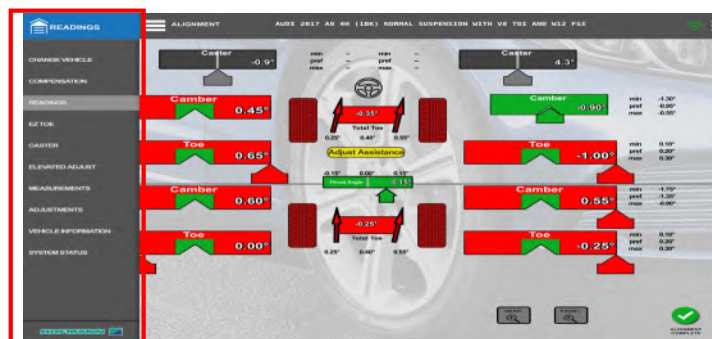 READINGS
ALIGNMENT
AUDI 2017 A8 4H (1BK) NORMAL SUSPENSION WITH V8 TDI AND W12 FSI
CHANGE VEHICLE
COMPENSATION
READINGS
EZ TOE
CASTER
ELEVATED ADJUST
MEASUREMENTS
ADJUSTMENTS
VEHICLE INFORMATION
SYSTEM STATUS
Caster
-0.9°
min -- min --
pref -- pref --
max -- max --
Caster
4.3°
Camber
0.45°
-0.35°
Total Toe
0.25° 0.40° 0.55°
Camber
-0.90°
min -1.30°
pref -0.95°
max -0.55°
Toe
0.65°
Adjust Assistance
Toe
-1.00°
min 0.10°
pref 0.20°
max 0.30°
-0.15° 0.00° 0.15°
Thrust Angle
-0.13°
Camber
0.60°
-0.25°
Total Toe
0.25° 0.40° 0.55°
Camber
0.55°
min -1.75°
pref -1.35°
max -0.90°
Toe
0.00°
Toe
-0.25°
min 0.10°
pref 0.20°
max 0.30°
REAR
FRONT
ALIGNMENT
COMPLETE